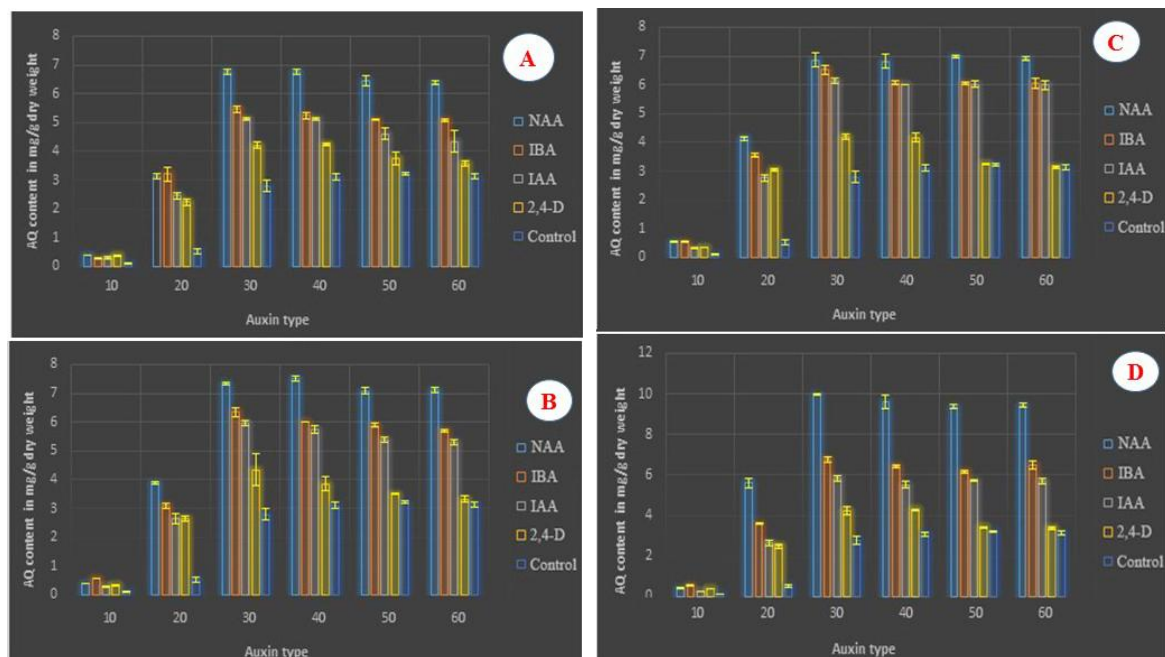 A
AQ content in mg/g dry weight
8
7
6
5
4
3
2
1
0
10 20 30 40 50 60
Auxin type
NAA
IBA
IAA
2,4-D
Control
B
AQ content in mg/g dry weight
8
7
6
5
4
3
2
1
0
10 20 30 40 50 60
Auxin type
NAA
IBA
IAA
2,4-D
Control
C
AQ content in mg/g dry weight
8
7
6
5
4
3
2
1
0
10 20 30 40 50 60
Auxin type
NAA
IBA
IAA
2,4-D
Control
D
AQ content in mg/g dry weight
12
10
8
6
4
2
0
10 20 30 40 50 60
Auxin type
NAA
IBA
IAA
2,4-D
Control